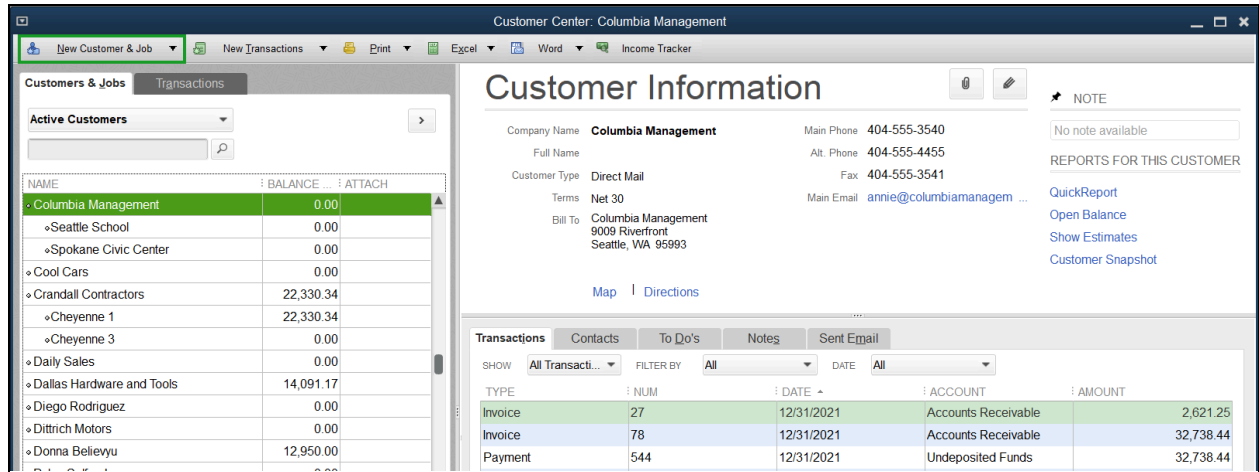 Customer Center: Columbia Management
New Customer & Job New Transactions Print Excel Word Income Tracker
Customers & Jobs Transactions
Active Customers
NAME BALANCE ... ATTACH
Columbia Management 0.00
Seattle School 0.00
Spokane Civic Center 0.00
Cool Cars 0.00
Crandall Contractors 22,330.34
Cheyenne 1 22,330.34
Cheyenne 3 0.00
Daily Sales 0.00
Dallas Hardware and Tools 14,091.17
Diego Rodriguez 0.00
Dittrich Motors 0.00
Donna Believyu 12,950.00
Customer Information
Company Name Columbia Management Main Phone 404-555-3540
Full Name Alt. Phone 404-555-4455
Customer Type Direct Mail Fax 404-555-3541
Terms Net 30 Main Email annie@columbiamanagem ...
Bill To Columbia Management
9009 Riverfront
Seattle, WA 95993
Map | Directions
NOTE
No note available
REPORTS FOR THIS CUSTOMER
QuickReport
Open Balance
Show Estimates
Customer Snapshot
Transactions Contacts To Do's Notes Sent Email
SHOW All Transacti... FILTER BY All DATE All
TYPE NUM DATE ACCOUNT AMOUNT
Invoice 27 12/31/2021 Accounts Receivable 2,621.25
Invoice 78 12/31/2021 Accounts Receivable 32,738.44
Payment 544 12/31/2021 Undeposited Funds 32,738.44